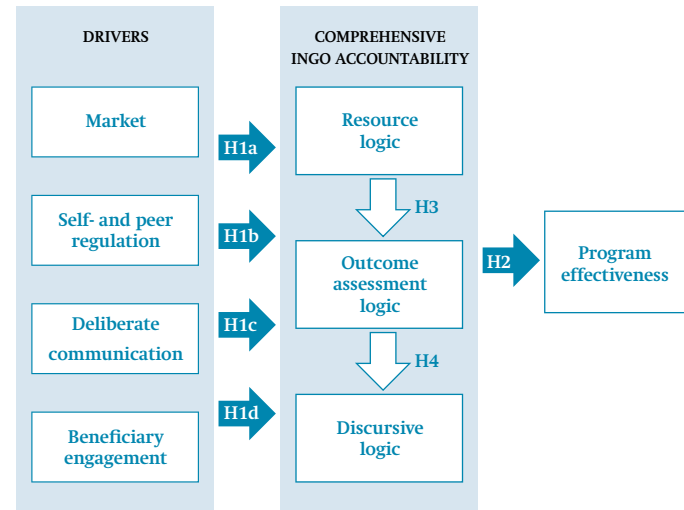 DRIVERS
COMPREHENSIVE
INGO ACCOUNTABILITY
Market
H1a
Resource
logic
H3
Self- and peer
regulation
H1b
Outcome
assessment
logic
H2
Program
effectiveness
Deliberate
communication
H1c
H4
Beneficiary
engagement
H1d
Discursive
logic